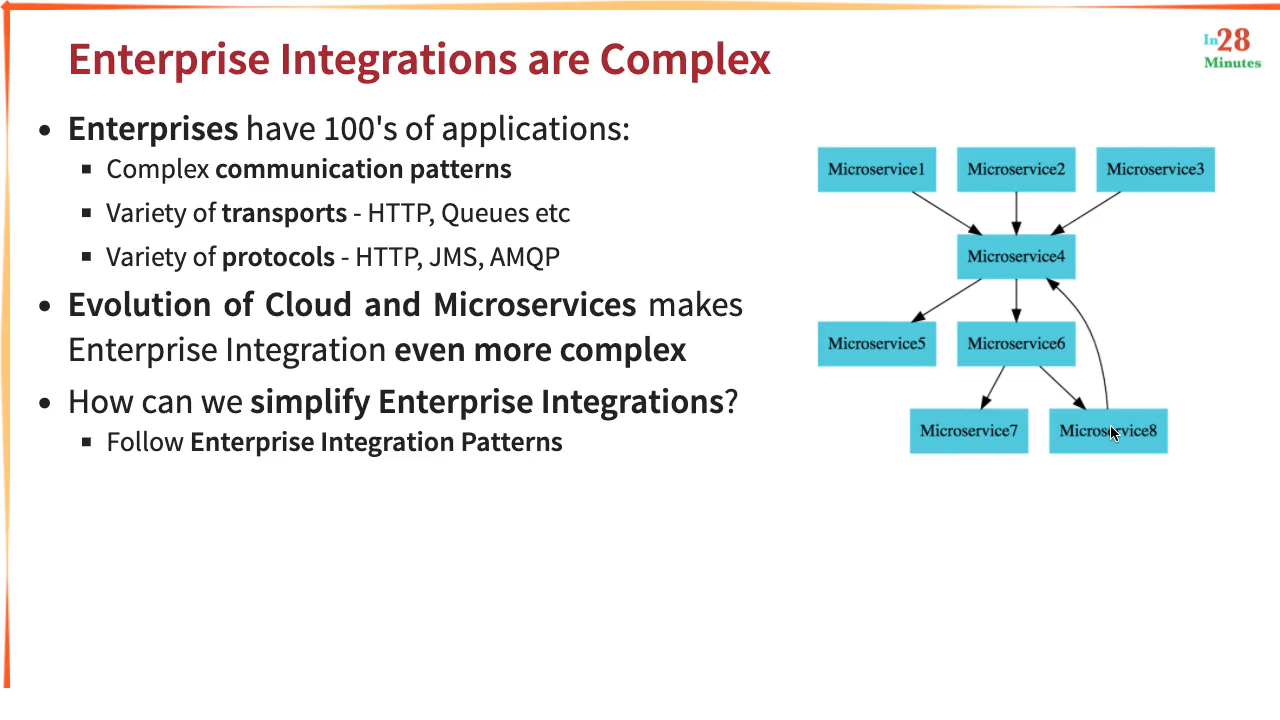 Enterprise Integrations are Complex
In28
Minutes
• Enterprises have 100's of applications:
▪ Complex communication patterns
▪ Variety of transports - HTTP, Queues etc
▪ Variety of protocols - HTTP, JMS, AMQP
• Evolution of Cloud and Microservices makes
Enterprise Integration even more complex
• How can we simplify Enterprise Integrations?
▪ Follow Enterprise Integration Patterns
Microservice1 Microservice2 Microservice3
Microservice4
Microservice5 Microservice6
Microservice7 Microservice8